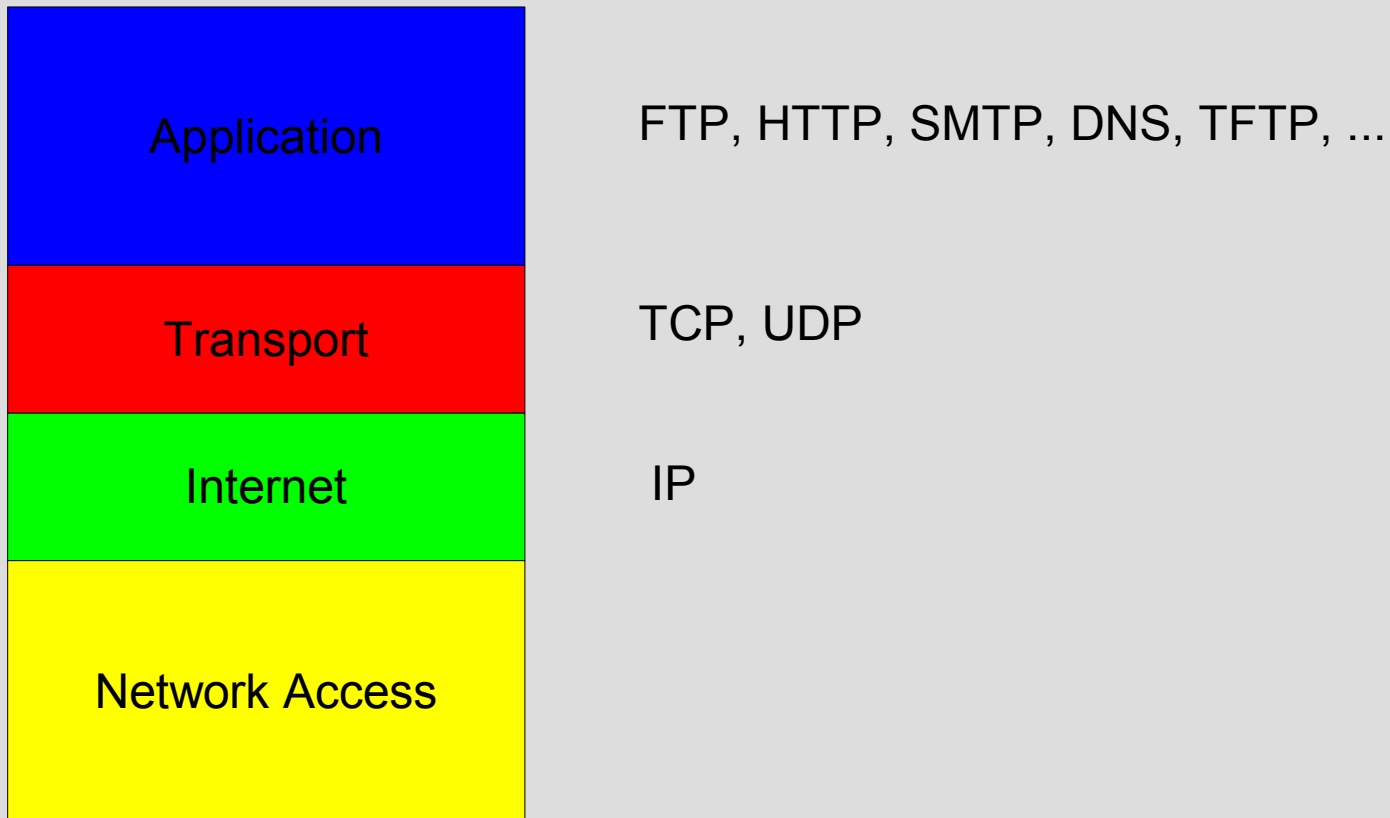 Application
FTP, HTTP, SMTP, DNS, TFTP, ...
Transport
TCP, UDP
Internet
IP
Network Access